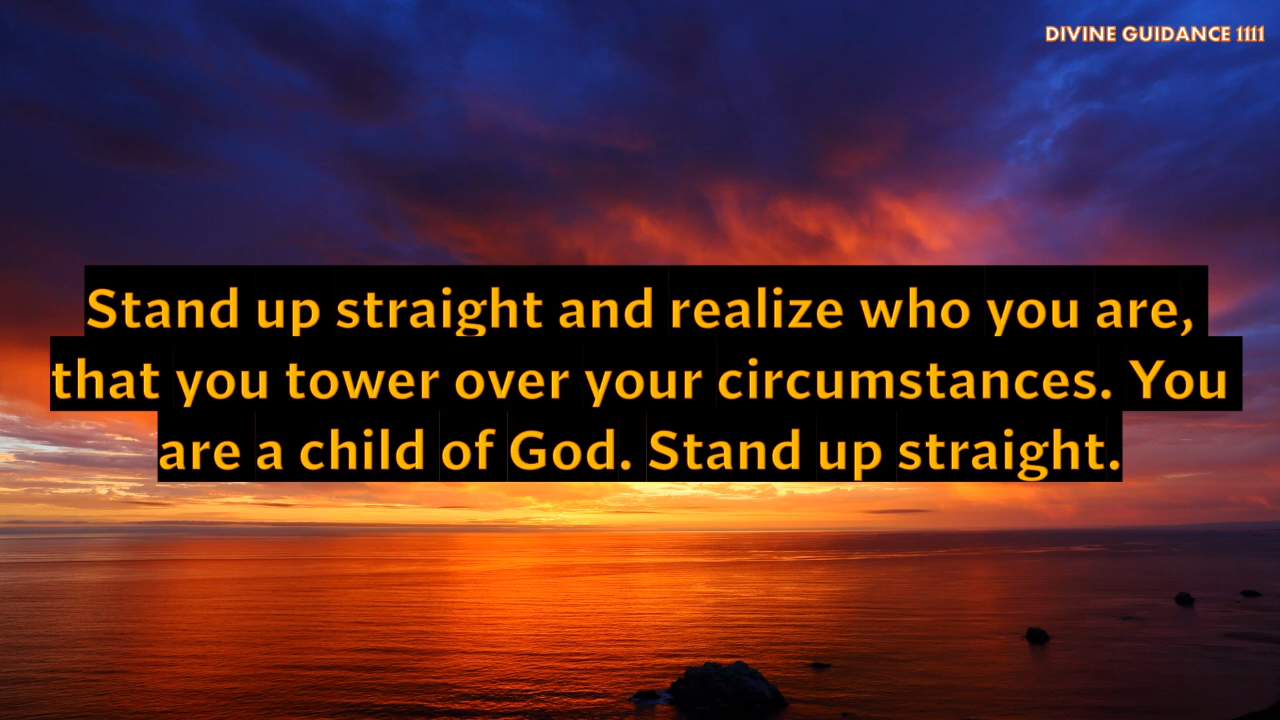 DIVINE GUIDANCE 1111
Stand up straight and realize who you are,
that you tower over your circumstances. You
are a child of God. Stand up straight.